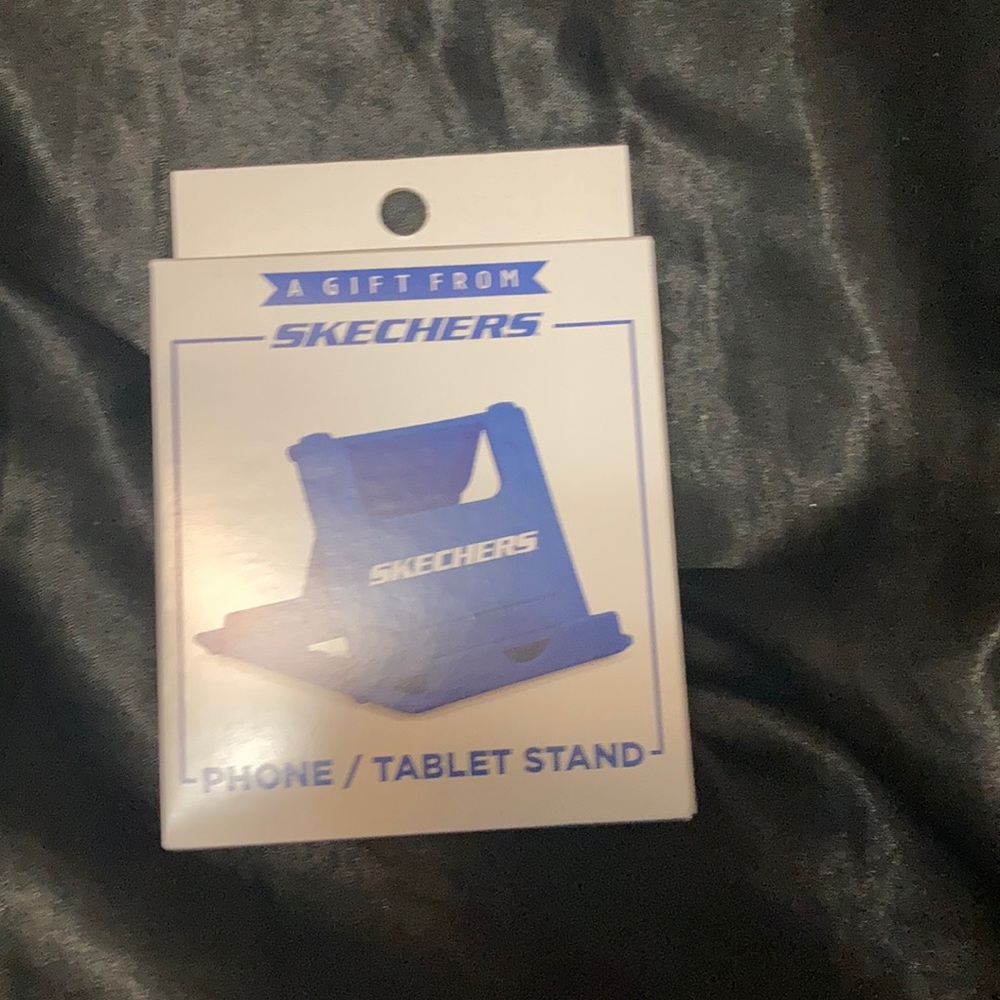 A GIFT FROM
SKECHERS
SKECHERS
PHONE / TABLET STAND